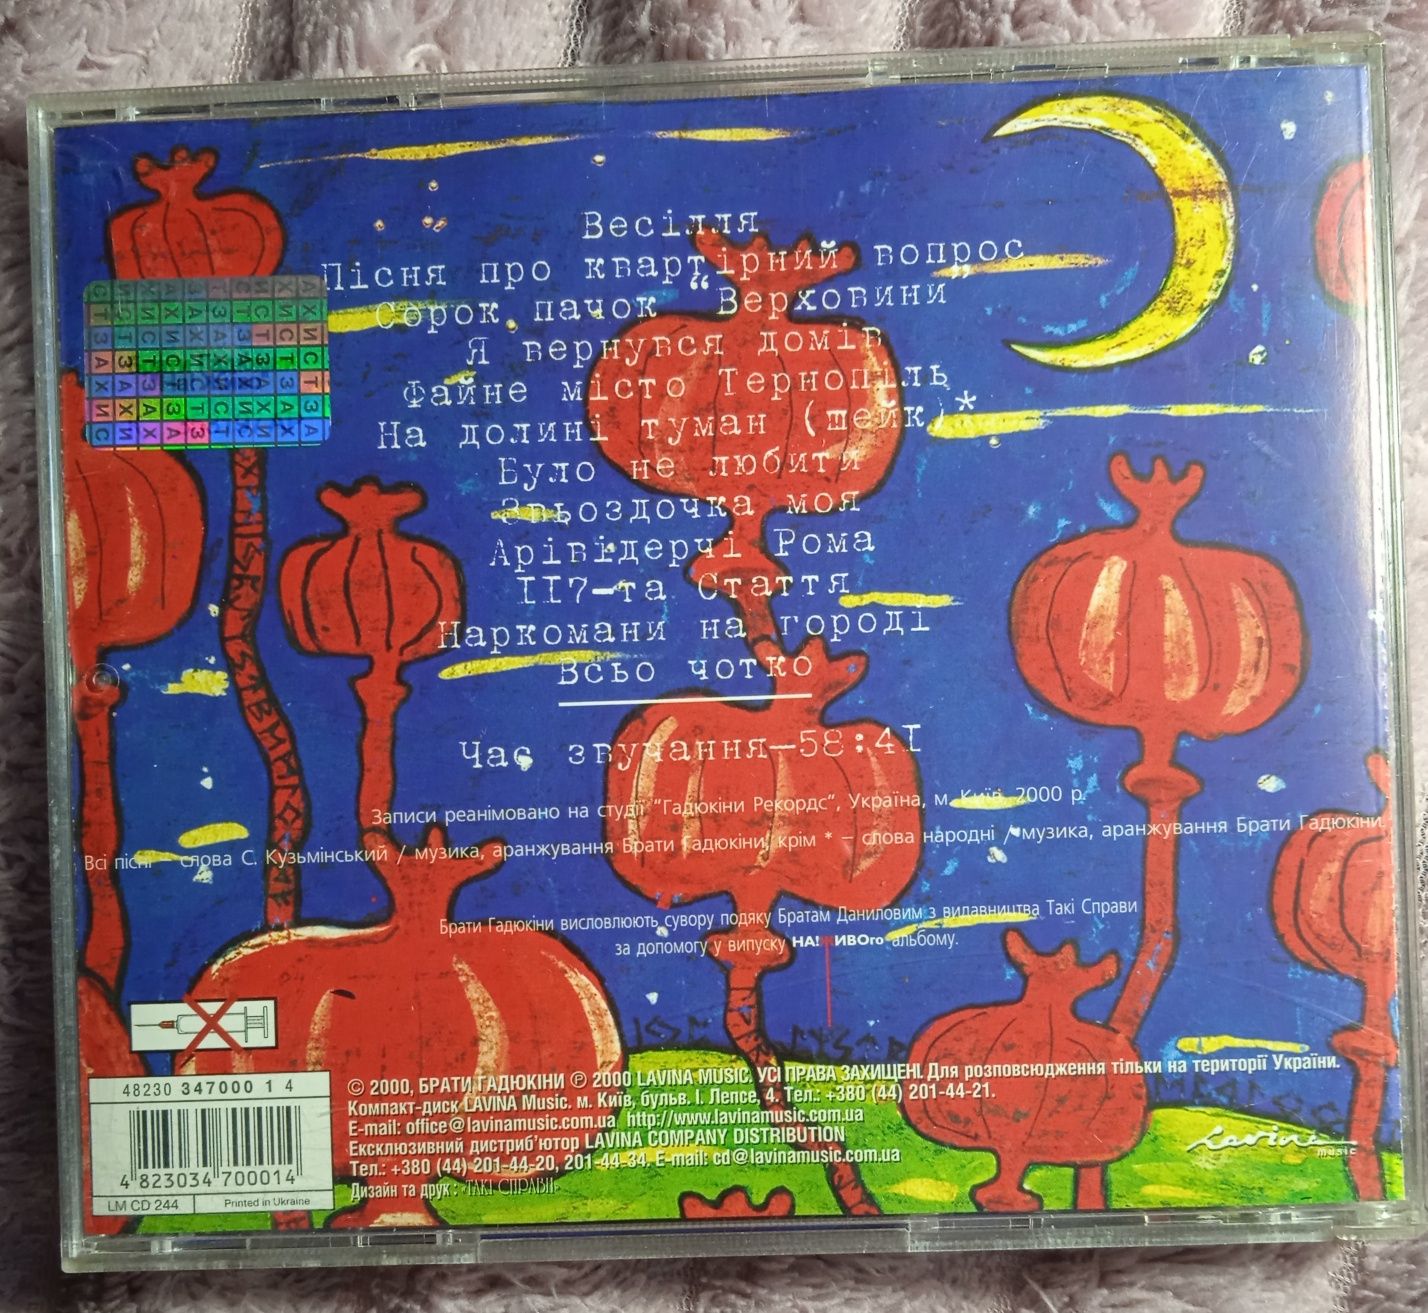 Весілля
Пісня про квартірний вопрос
Сорок пачок "Верховини"
Я вернувся домів
Файне місто Тернопіль
На долині туман (шейк)*
Було не любити
Звьоздочка моя
Арівідерчі Рома
II7-та Стаття
Наркомани на городі
Всьо чотко
Час звучання—58:4I
Записи реанімовано на студії "Гадюкіни Рекордс", Україна, м. Київ, 2000 р.
Всі пісні – слова С. Кузьмінський / музика, аранжування Брати Гадюкіни, крім * – слова народні / музика, аранжування Брати Гадюкіни.
Брати Гадюкіни висловлюють сувору подяку Братам Даниловим з видавництва Такі Справи
за допомогу у випуску НА!ЖИВОго альбому.
48230 347000 1 4
4 823034 700014
LM CD 244 Printed in Ukraine
© 2000, БРАТИ ГАДЮКІНИ ℗ 2000 LAVINA MUSIC. УСІ ПРАВА ЗАХИЩЕНІ. Для розповсюдження тільки на території України.
Компакт-диск LAVINA Music. м. Київ, бульв. І. Лепсе, 4. Тел.: +380 (44) 201-44-21.
E-mail: office@lavinamusic.com.ua http://www.lavinamusic.com.ua
Ексклюзивний дистриб'ютор LAVINA COMPANY DISTRIBUTION
Тел.: +380 (44) 201-44-20, 201-44-34. E-mail: cd@lavinamusic.com.ua
Дизайн та друк: «ТАКІ СПРАВИ»
Lavina
music